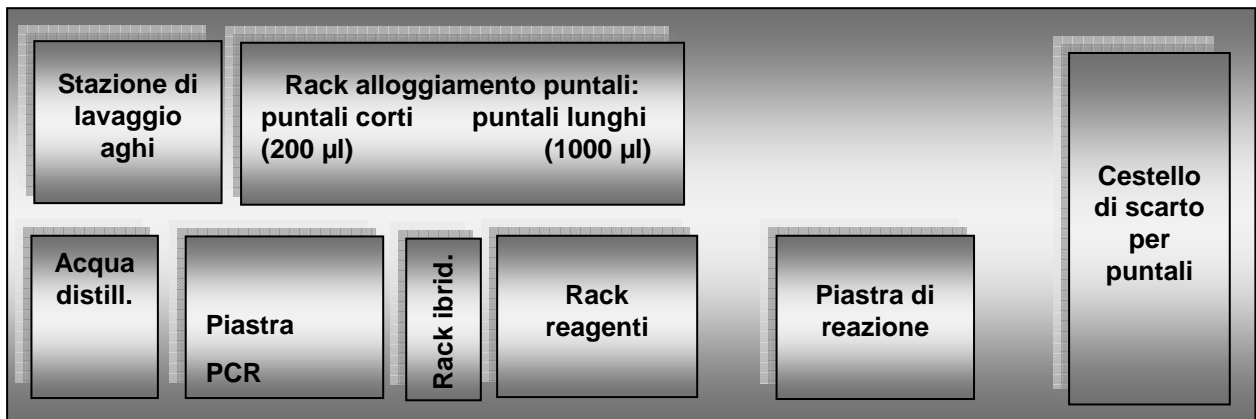 Stazione di
lavaggio
aghi
Rack alloggiamento puntali:
puntali corti puntali lunghi
(200 µl) (1000 µl)
Cestello
di scarto
per
puntali
Acqua
distill.
Piastra
PCR
Rack ibrid.
Rack
reagenti
Piastra di
reazione